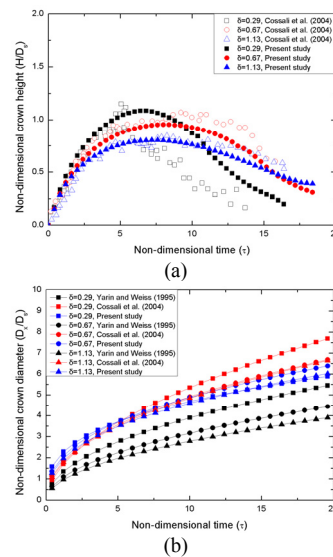 Non-dimensional crown height (H/D₀)
2.0
1.5
1.0
0.5
0.0
δ=0.29, Cossali et al. (2004)
δ=0.67, Cossali et al. (2004)
δ=1.13, Cossali et al. (2004)
δ=0.29, Present study
δ=0.67, Present study
δ=1.13, Present study
0 5 10 15 20
Non-dimensional time (τ)
(a)
Non-dimensional crown diameter
10
9
8
7
6
5
4
3
2
1
0
δ=0.29, Yarin and Weiss (1995)
δ=0.29, Cossali et al. (2004)
δ=0.29, Present study
δ=0.67, Yarin and Weiss (1995)
δ=0.67, Cossali et al. (2004)
δ=0.67, Present study
δ=1.13, Yarin and Weiss (1995)
δ=1.13, Cossali et al. (2004)
δ=1.13, Present study
0 5 10 15 20
Non-dimensional time (τ)
(b)